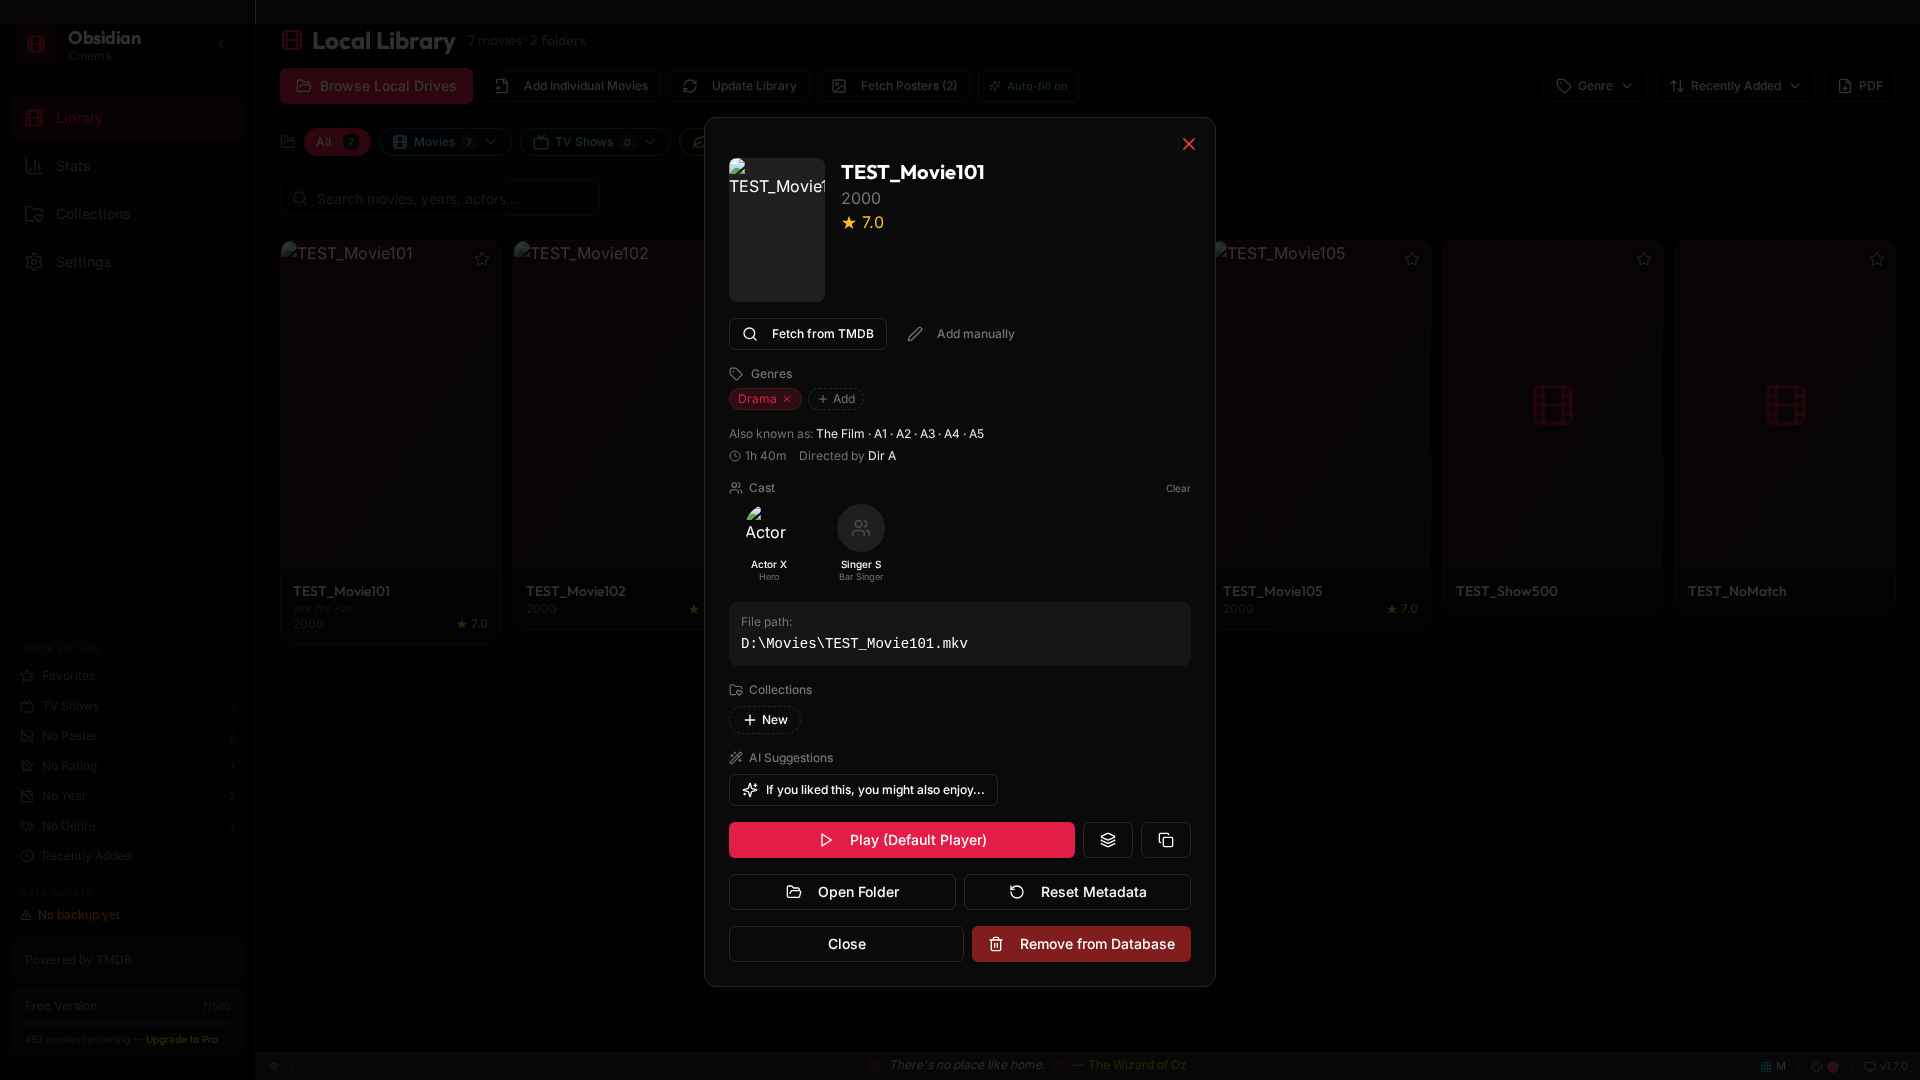 Obsidian
Cinema
Library
Stats
Collections
Settings
Favorites
TV Shows
No Poster
No Rating
No Year
No Genre
Recently Added
No backup yet
Powered by TMDB
Free Version
Upgrade to Pro
Local Library 7 movies · 2 folders
Browse Local Drives Add Individual Movies Update Library Fetch Posters (2) Auto-fill on Genre Recently Added PDF
All 7 Movies 7 TV Shows 0
Search movies, years, actors...
TEST_Movie101 TEST_Movie102 TEST_Movie105
TEST_Movie101
2000 ★ 7.0
TEST_Movie102
2000 ★
TEST_Movie105
2000 ★ 7.0
TEST_Show500
TEST_NoMatch
TEST_Movie1
TEST_Movie101
2000
★ 7.0
Fetch from TMDB Add manually
Genres
Drama × + Add
Also known as: The Film · A1 · A2 · A3 · A4 · A5
1h 40m Directed by Dir A
Cast Clear
Actor
Actor X
Hero
Singer S
Bar Singer
File path:
D:\Movies\TEST_Movie101.mkv
Collections
+ New
AI Suggestions
If you liked this, you might also enjoy...
Play (Default Player)
Open Folder Reset Metadata
Close Remove from Database
There's no place like home. — The Wizard of Oz
M v1.7.0